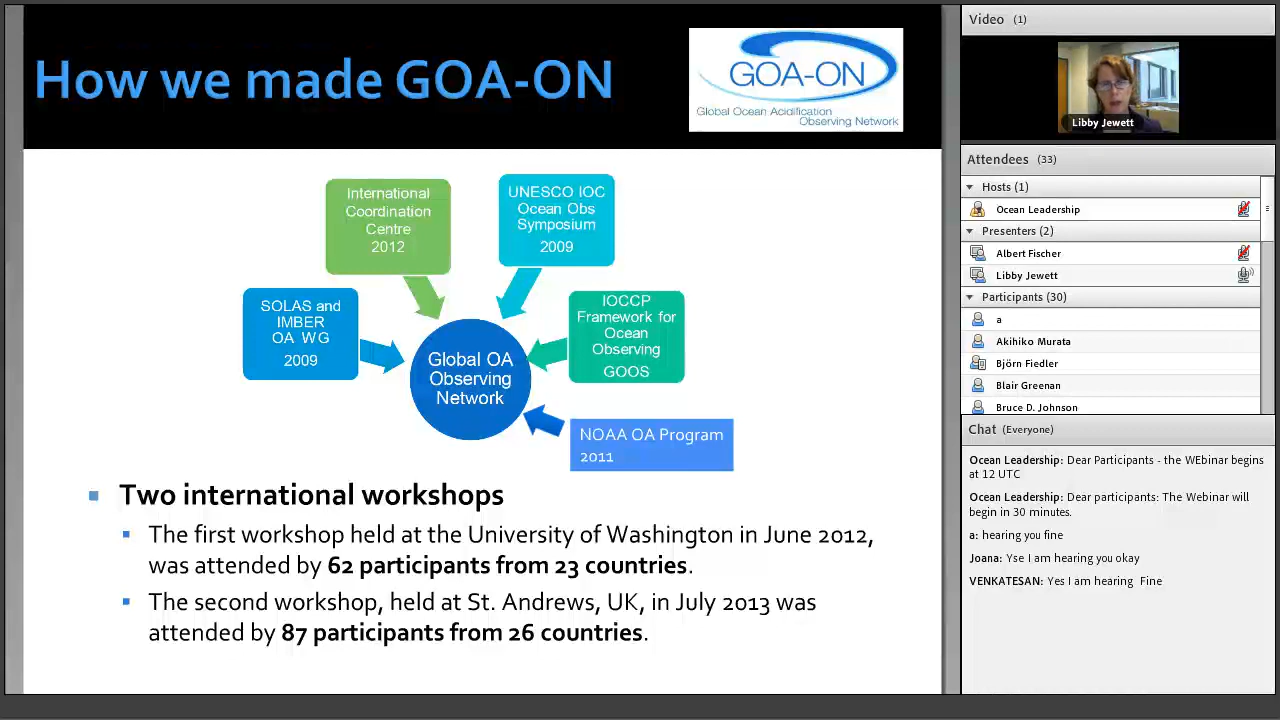 How we made GOA-ON
GOA-ON
Global Ocean Acidification
Observing Network
International
Coordination
Centre
2012
UNESCO IOC
Ocean Obs
Symposium
2009
SOLAS and
IMBER
OA WG
2009
IOCCP
Framework for
Ocean
Observing
GOOS
Global OA
Observing
Network
NOAA OA Program
2011
Two international workshops
The first workshop held at the University of Washington in June 2012,
was attended by 62 participants from 23 countries.
The second workshop, held at St. Andrews, UK, in July 2013 was
attended by 87 participants from 26 countries.
Video (1)
Libby Jewett
Attendees (33)
Hosts (1)
Ocean Leadership
Presenters (2)
Albert Fischer
Libby Jewett
Participants (30)
a
Akihiko Murata
Björn Fiedler
Blair Greenan
Bruce D. Johnson
Chat (Everyone)
Ocean Leadership: Dear Participants - the WEbinar begins
at 12 UTC
Ocean Leadership: Dear participants: The Webinar will
begin in 30 minutes.
a: hearing you fine
Joana: Yse I am hearing you okay
VENKATESAN: Yes I am hearing Fine